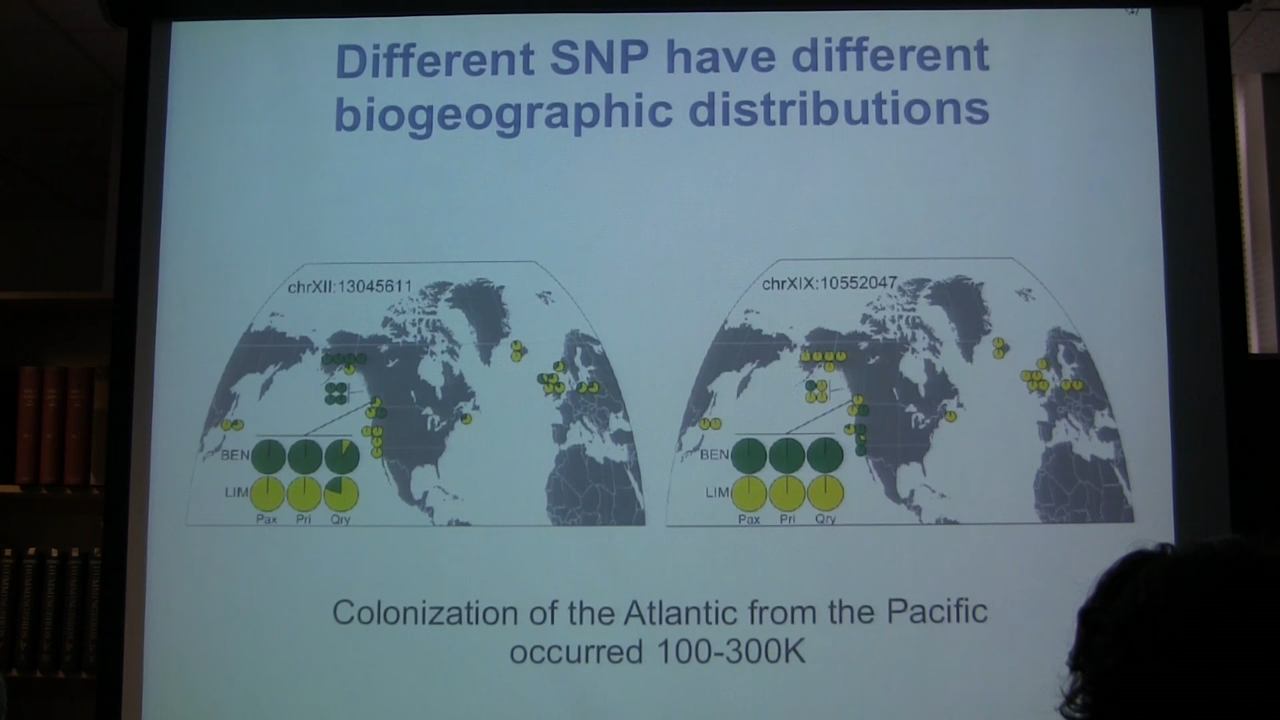 Different SNP have different
biogeographic distributions
chrXII:13045611
BEN
LIM
Pax Pri Qry
chrXIX:10552047
BEN
LIM
Pax Pri Qry
Colonization of the Atlantic from the Pacific
occurred 100-300K